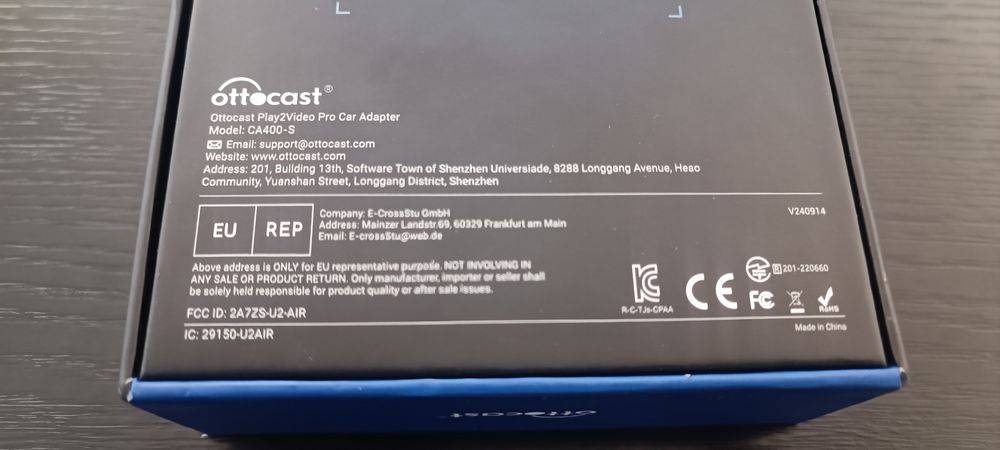 ottocast®
Ottocast Play2Video Pro Car Adapter
Model: CA400-S
Email: support@ottocast.com
Website: www.ottocast.com
Address: 201, Building 13th, Software Town of Shenzhen Universiade, 8288 Longgang Avenue, Heao
Community, Yuanshan Street, Longgang District, Shenzhen
EU REP
Company: E-CrossStu GmbH
Address: Mainzer Landstr.69, 60329 Frankfurt am Main
Email: E-crossStu@web.de
V240914
Above address is ONLY for EU representative purpose. NOT INVOLVING IN
ANY SALE OR PRODUCT RETURN. Only manufacturer, importer or seller shall
be solely held responsible for product quality or after sale issues.
FCC ID: 2A7ZS-U2-AIR
IC: 29150-U2AIR
R-C-TJs-CPAA
CE
R 201-220660
FC
RoHS
Made in China
ottocast